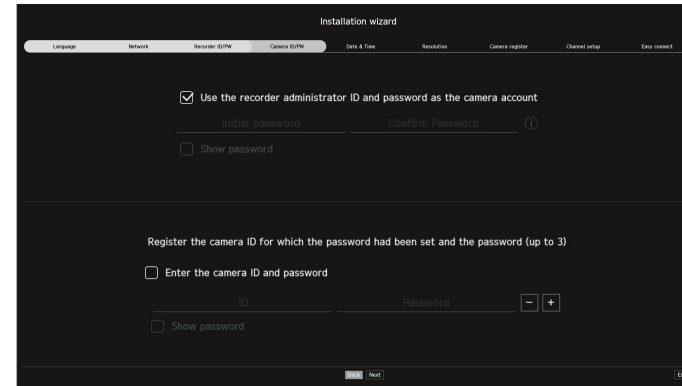 Installation wizard
Language Network Recorder ID/PW Camera ID/PW Date & Time Resolution Camera register Channel setup Easy connect
Use the recorder administrator ID and password as the camera account
Initial password Confirm Password
Show password
Register the camera ID for which the password had been set and the password (up to 3)
Enter the camera ID and password
ID Password
Show password
Back Next